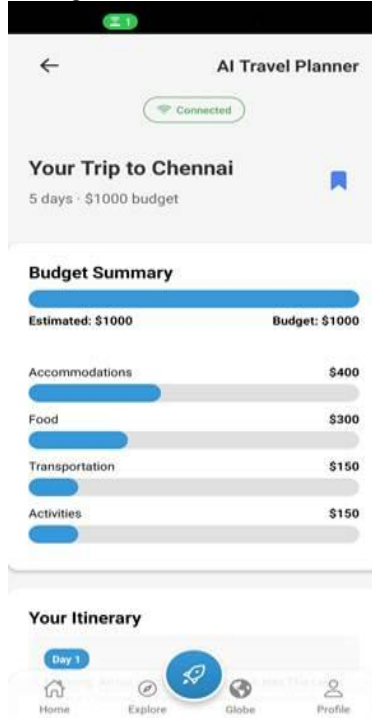 1
AI Travel Planner
Connected
Your Trip to Chennai
5 days · $1000 budget
Budget Summary
Estimated: $1000 Budget: $1000
Accommodations $400
Food $300
Transportation $150
Activities $150
Your Itinerary
Day 1
Home Explore Globe Profile